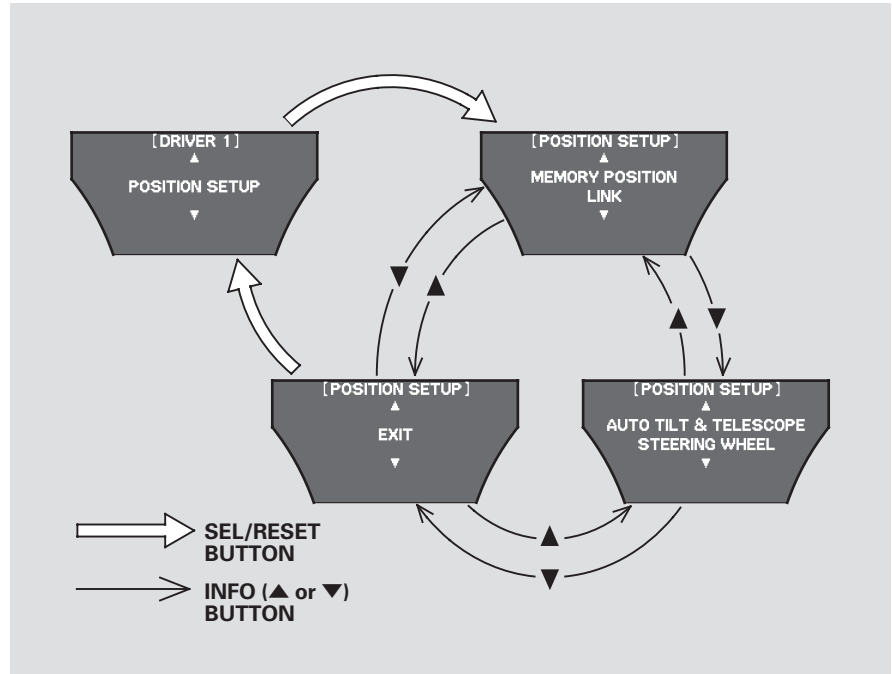 [DRIVER 1]
▲
POSITION SETUP
▼
[POSITION SETUP]
▲
MEMORY POSITION
LINK
▼
▼
▲
▲
▼
[POSITION SETUP]
▲
EXIT
▼
[POSITION SETUP]
▲
AUTO TILT & TELESCOPE
STEERING WHEEL
▼
▲
▼
SEL/RESET
BUTTON
INFO (▲ or ▼)
BUTTON